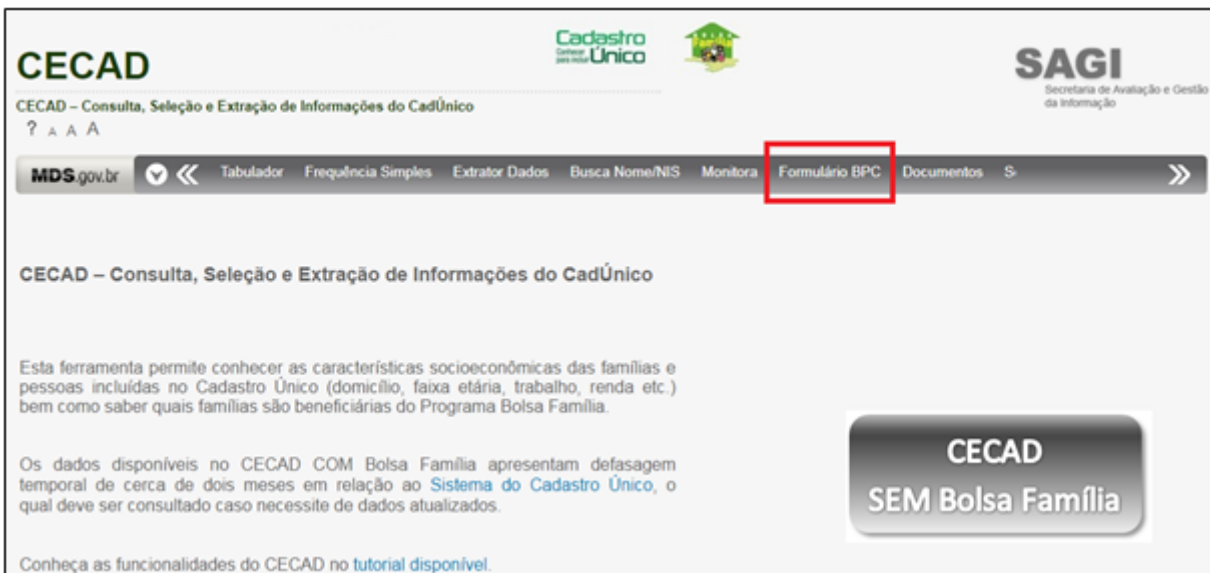 CECAD
Cadastro
Conhecer
para incluir
Único
SAGI
Secretaria de Avaliação e Gestão
da Informação
CECAD – Consulta, Seleção e Extração de Informações do CadÚnico
? A A A
MDS.gov.br Tabulador Frequência Simples Extrator Dados Busca Nome/NIS Monitora Formulário BPC Documentos S
CECAD – Consulta, Seleção e Extração de Informações do CadÚnico
Esta ferramenta permite conhecer as características socioeconômicas das famílias e
pessoas incluídas no Cadastro Único (domicílio, faixa etária, trabalho, renda etc.)
bem como saber quais famílias são beneficiárias do Programa Bolsa Família.
Os dados disponíveis no CECAD COM Bolsa Família apresentam defasagem
temporal de cerca de dois meses em relação ao Sistema do Cadastro Único, o
qual deve ser consultado caso necessite de dados atualizados.
Conheça as funcionalidades do CECAD no tutorial disponível.
CECAD
SEM Bolsa Família